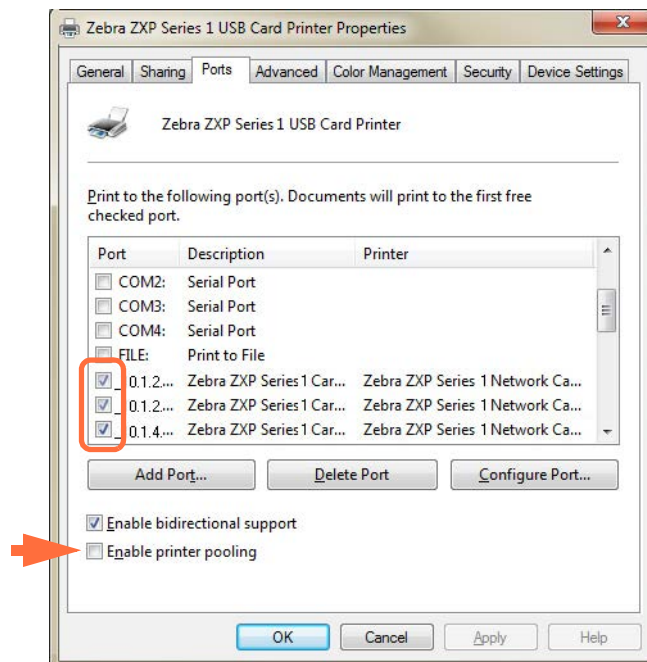 Zebra ZXP Series 1 USB Card Printer Properties
General Sharing Ports Advanced Color Management Security Device Settings
Zebra ZXP Series 1 USB Card Printer
Print to the following port(s). Documents will print to the first free
checked port.
Port Description Printer
COM2: Serial Port
COM3: Serial Port
COM4: Serial Port
FILE: Print to File
_ 0.1.2... Zebra ZXP Series 1 Car... Zebra ZXP Series 1 Network Ca...
_ 0.1.2... Zebra ZXP Series 1 Car... Zebra ZXP Series 1 Network Ca...
_ 0.1.4... Zebra ZXP Series 1 Car... Zebra ZXP Series 1 Network Ca...
Add Port... Delete Port Configure Port...
Enable bidirectional support
Enable printer pooling
OK Cancel Apply Help